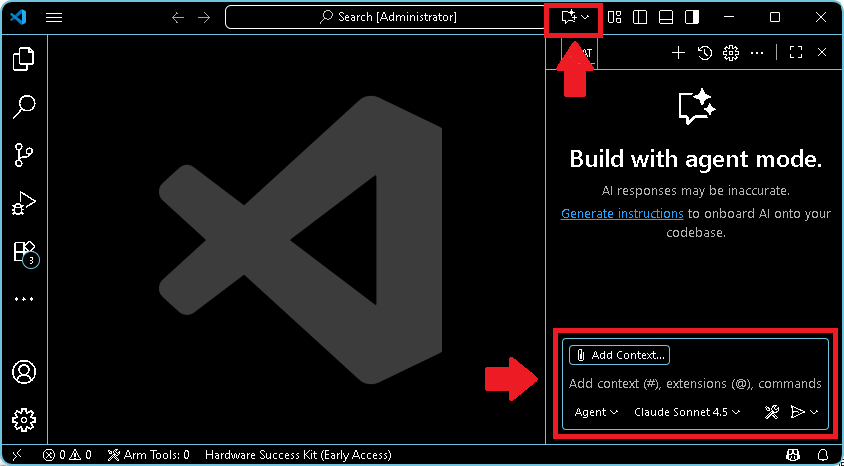 Search [Administrator]
AT
Build with agent mode.
AI responses may be inaccurate.
Generate instructions to onboard AI onto your
codebase.
Add Context...
Add context (#), extensions (@), commands
Agent
Claude Sonnet 4.5
3
0 0 Arm Tools: 0 Hardware Success Kit (Early Access)